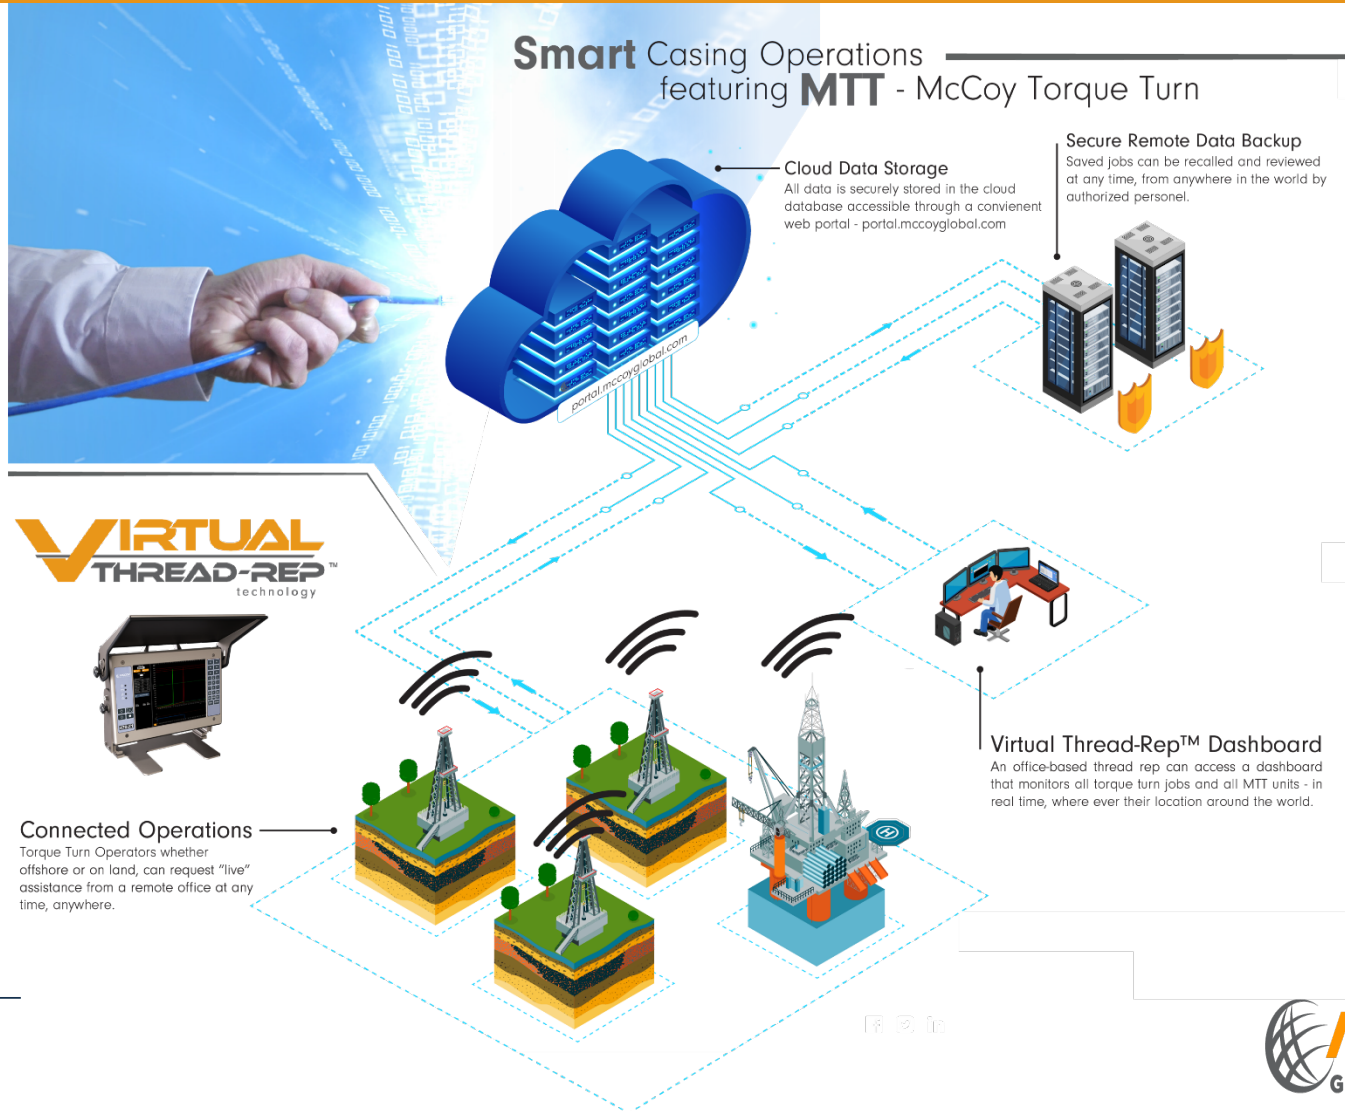 Smart Casing Operations
featuring MTT - McCoy Torque Turn
Secure Remote Data Backup
Saved jobs can be recalled and reviewed
at any time, from anywhere in the world by
authorized personel.
Cloud Data Storage
All data is securely stored in the cloud
database accessible through a convienent
web portal - portal.mccoyglobal.com
portal.mccoyglobal.com
VIRTUAL
THREAD-REP™
technology
Virtual Thread-Rep™ Dashboard
An office-based thread rep can access a dashboard
that monitors all torque turn jobs and all MTT units - in
real time, where ever their location around the world.
Connected Operations
Torque Turn Operators whether
offshore or on land, can request “live”
assistance from a remote office at any
time, anywhere.
H
G